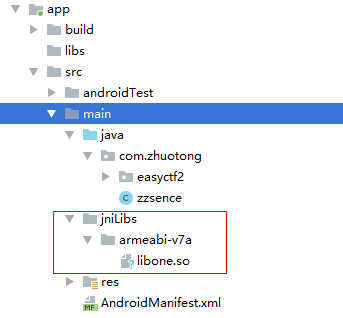 app
build
libs
src
androidTest
main
java
com.zhuotong
easyctf2
zzsence
jniLibs
armeabi-v7a
libone.so
res
AndroidManifest.xml